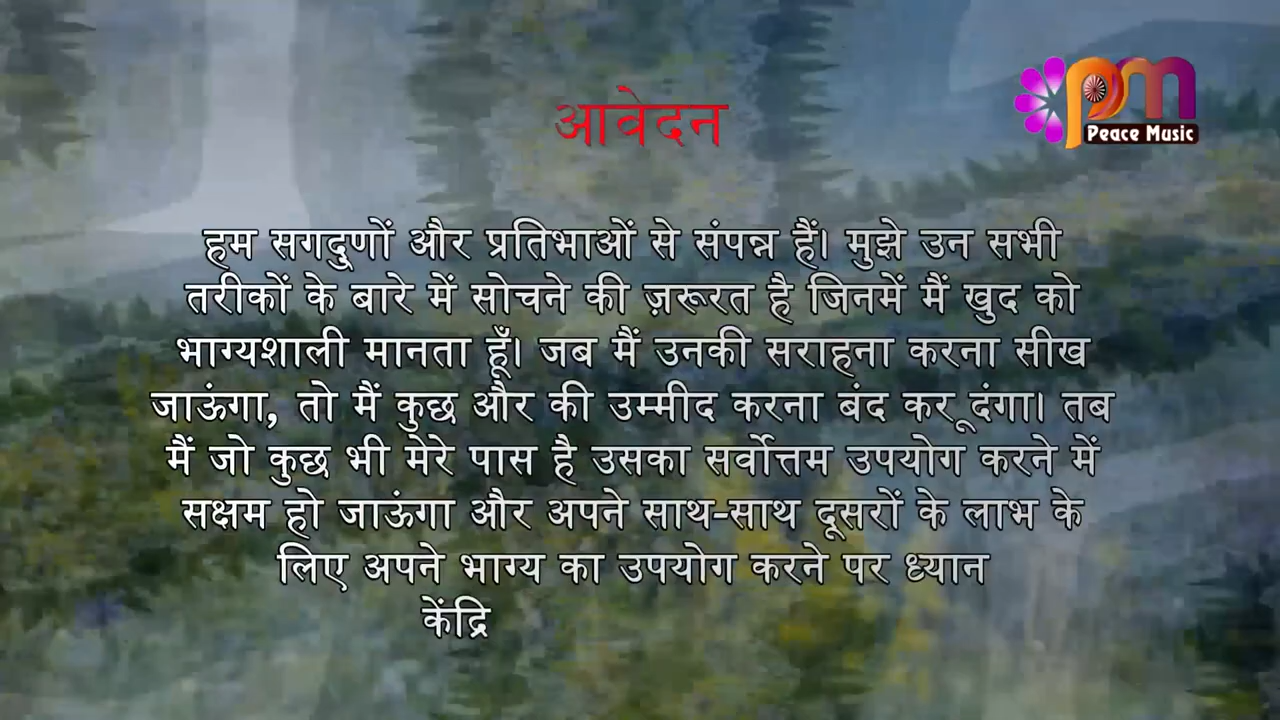 आवेदन
Peace Music
हम सगदु्णों और प्रतिभाओं से संपन्न हैं। मुझे उन सभी
तरीकों के बारे में सोचने की ज़रूरत है जिनमें मैं खुद को
भाग्यशाली मानता हूँ। जब मैं उनकी सराहना करना सीख
जाऊंगा, तो मैं कुछ और की उम्मीद करना बंद कर दूंगा। तब
मैं जो कुछ भी मेरे पास है उसका सर्वोत्तम उपयोग करने में
सक्षम हो जाऊंगा और अपने साथ-साथ दूसरों के लाभ के
लिए अपने भाग्य का उपयोग करने पर ध्यान
केंद्रि